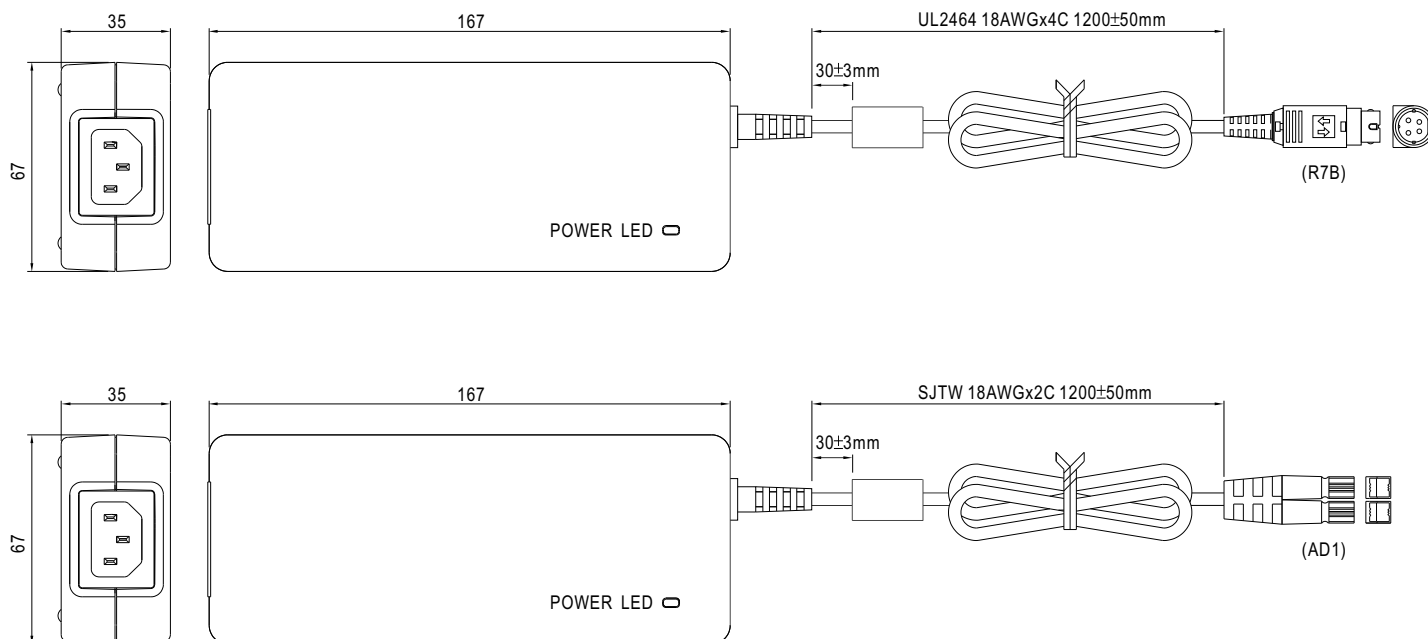 35
167
UL2464 18AWGx4C 1200±50mm
30±3mm
67
(R7B)
POWER LED
35
167
SJTW 18AWGx2C 1200±50mm
30±3mm
67
(AD1)
POWER LED